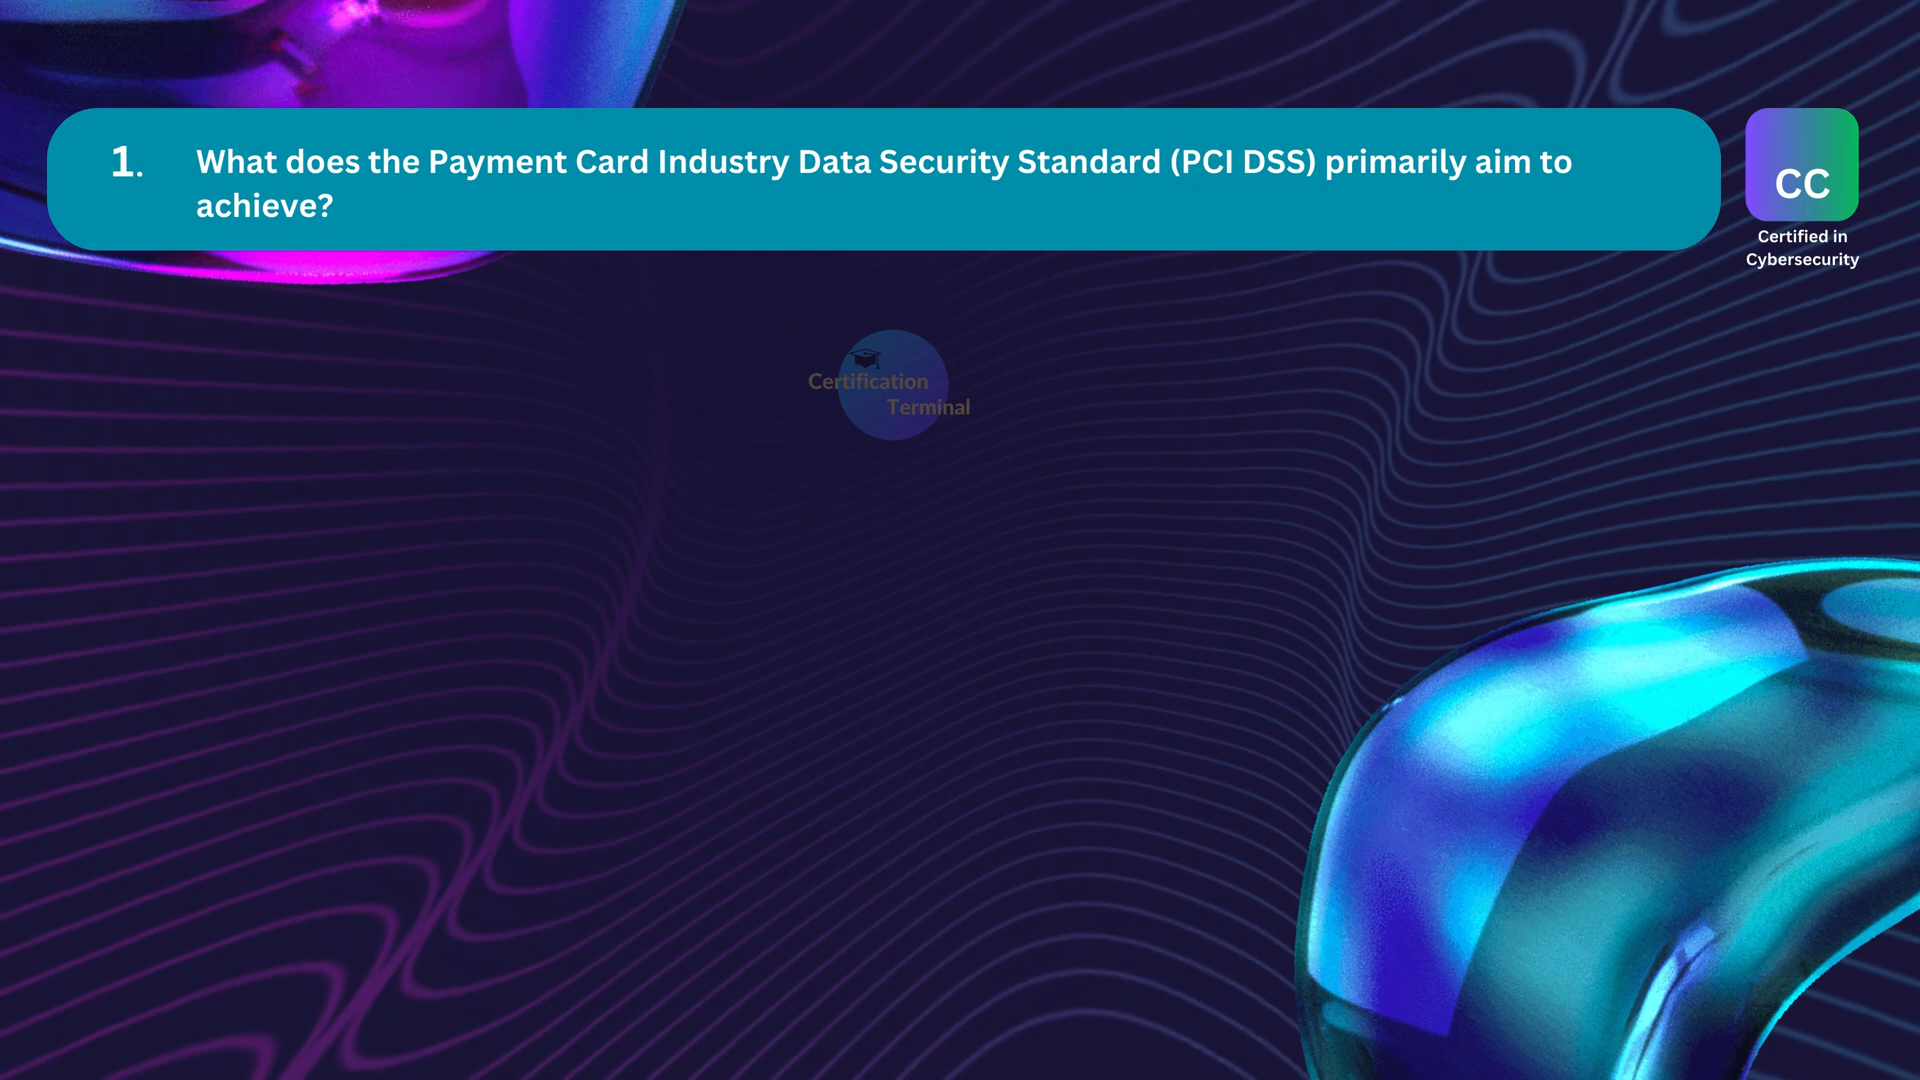 1. What does the Payment Card Industry Data Security Standard (PCI DSS) primarily aim to
achieve?
CC
Certified in
Cybersecurity
Certification
Terminal